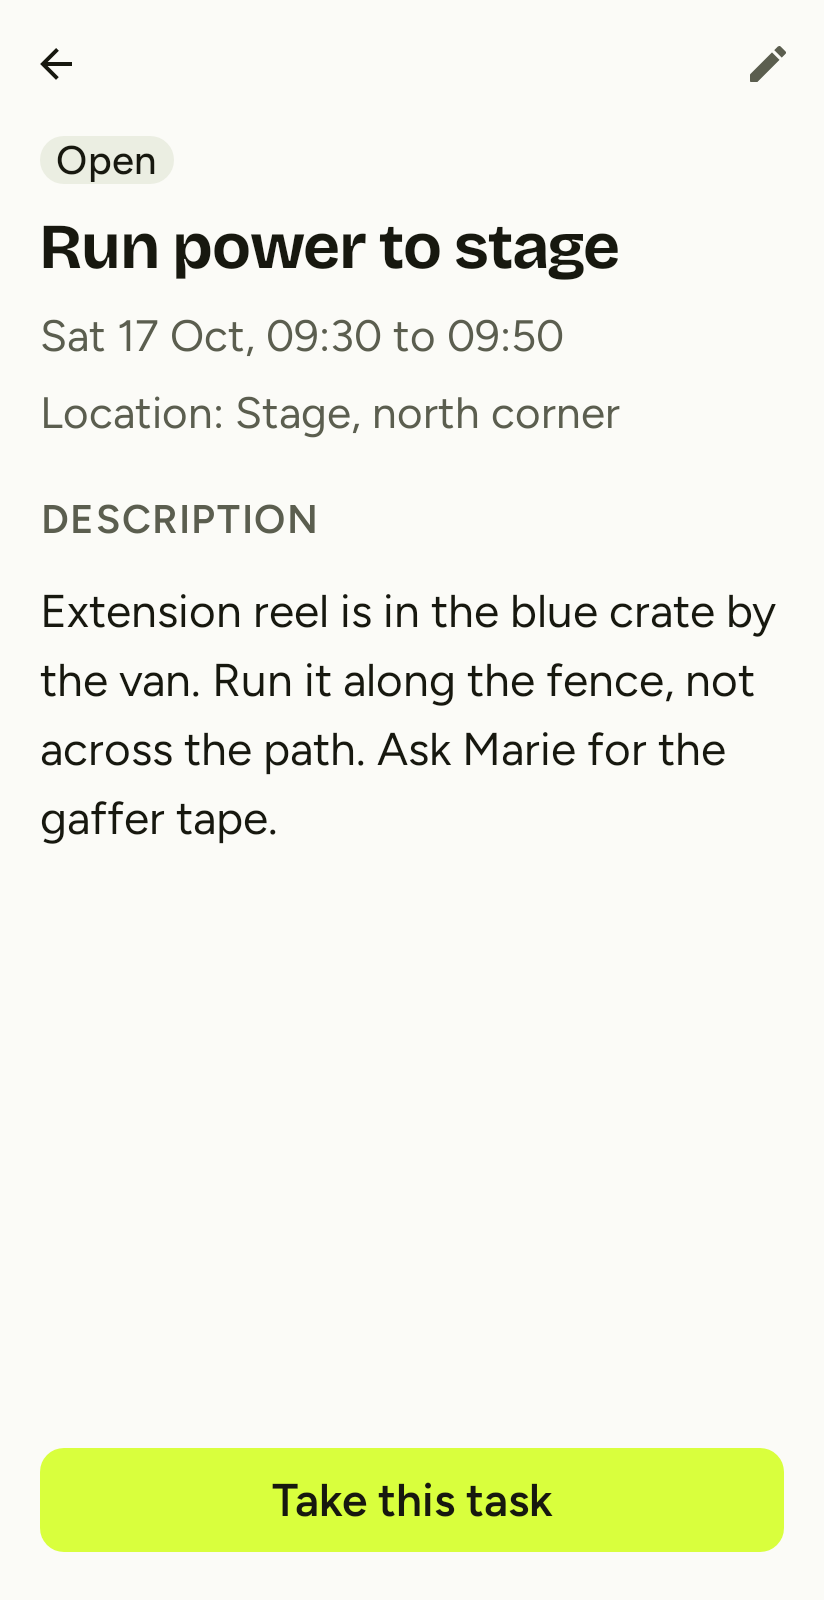 Open
Run power to stage
Sat 17 Oct, 09:30 to 09:50
Location: Stage, north corner
DESCRIPTION
Extension reel is in the blue crate by
the van. Run it along the fence, not
across the path. Ask Marie for the
gaffer tape.
Take this task